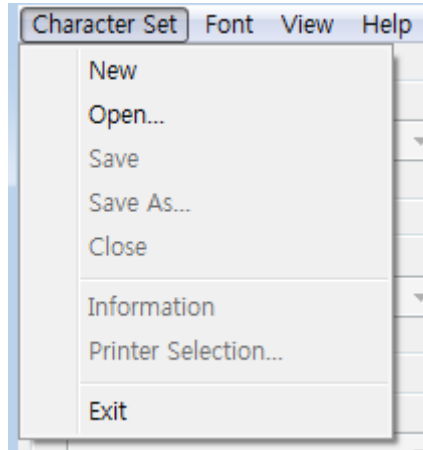 Character Set Font View Help
New
Open...
Save
Save As...
Close
Information
Printer Selection...
Exit